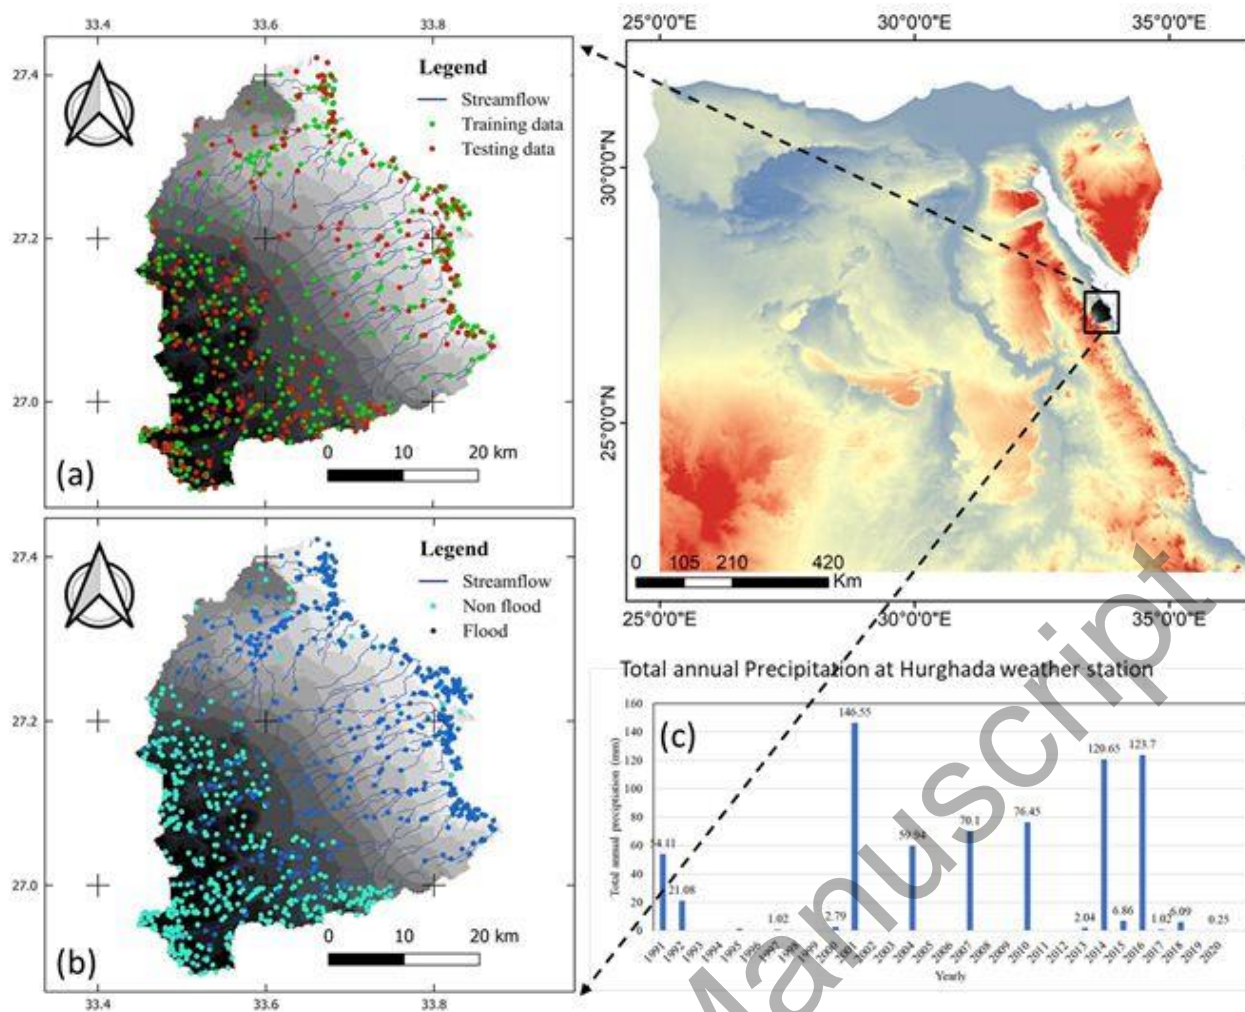 33.4 33.6 33.8
27.4
27.2
27.0
Legend
Streamflow
Training data
Testing data
0 10 20 km
(a)
25°0'0"E 30°0'0"E 35°0'0"E
30°0'0"N
25°0'0"N
0 105 210 420
Km
25°0'0"E 30°0'0"E 35°0'0"E
27.4
27.2
27.0
Legend
Streamflow
Non flood
Flood
0 10 20 km
(b)
33.4 33.6 33.8
Total annual Precipitation at Hurghada weather station
(c)
Total annual precipitation (mm)
160
140
120
100
80
60
40
20
0
54.11
21.08
1.02
2.79
146.55
59.94
70.1
76.45
2.04
120.65
6.86
123.7
1.02
6.09
0.25
1991 1992 1993 1994 1995 1996 1997 1998 1999 2000 2001 2002 2003 2004 2005 2006 2007 2008 2009 2010 2011 2012 2013 2014 2015 2016 2017 2018 2019 2020
Yearly
Manuscript